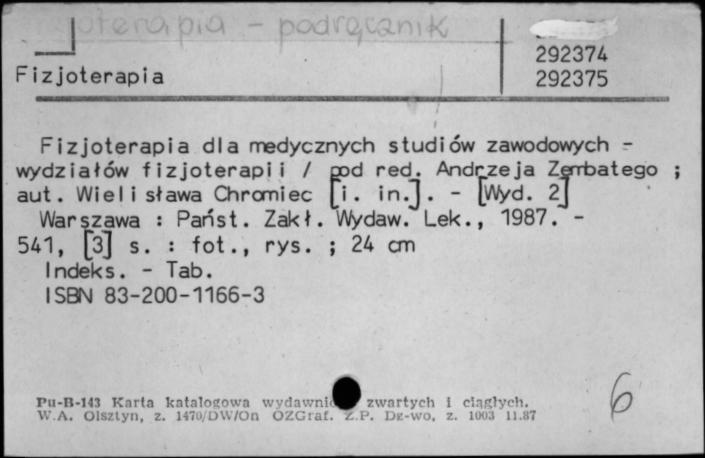 fizjoterapia - podręcznik
292374
Fizjoterapia 292375
Fizjoterapia dla medycznych studiów zawodowych -
wydziałów fizjoterapii / pod red. Andrzeja Zembatego ;
aut. Wielisława Chromiec [i. in.]. - [Wyd. 2]
Warszawa : Państ. Zakł. Wydaw. Lek., 1987. -
541, [3] s. : fot., rys. ; 24 cm
Indeks. - Tab.
ISBN 83-200-1166-3
6
Pu-B-143 Karta katalogowa wydawnic zwartych i ciągłych.
W.A. Olsztyn, z. 1470/DW/On OZGraf. Z.P. Dz-wo, z. 1003 11.87